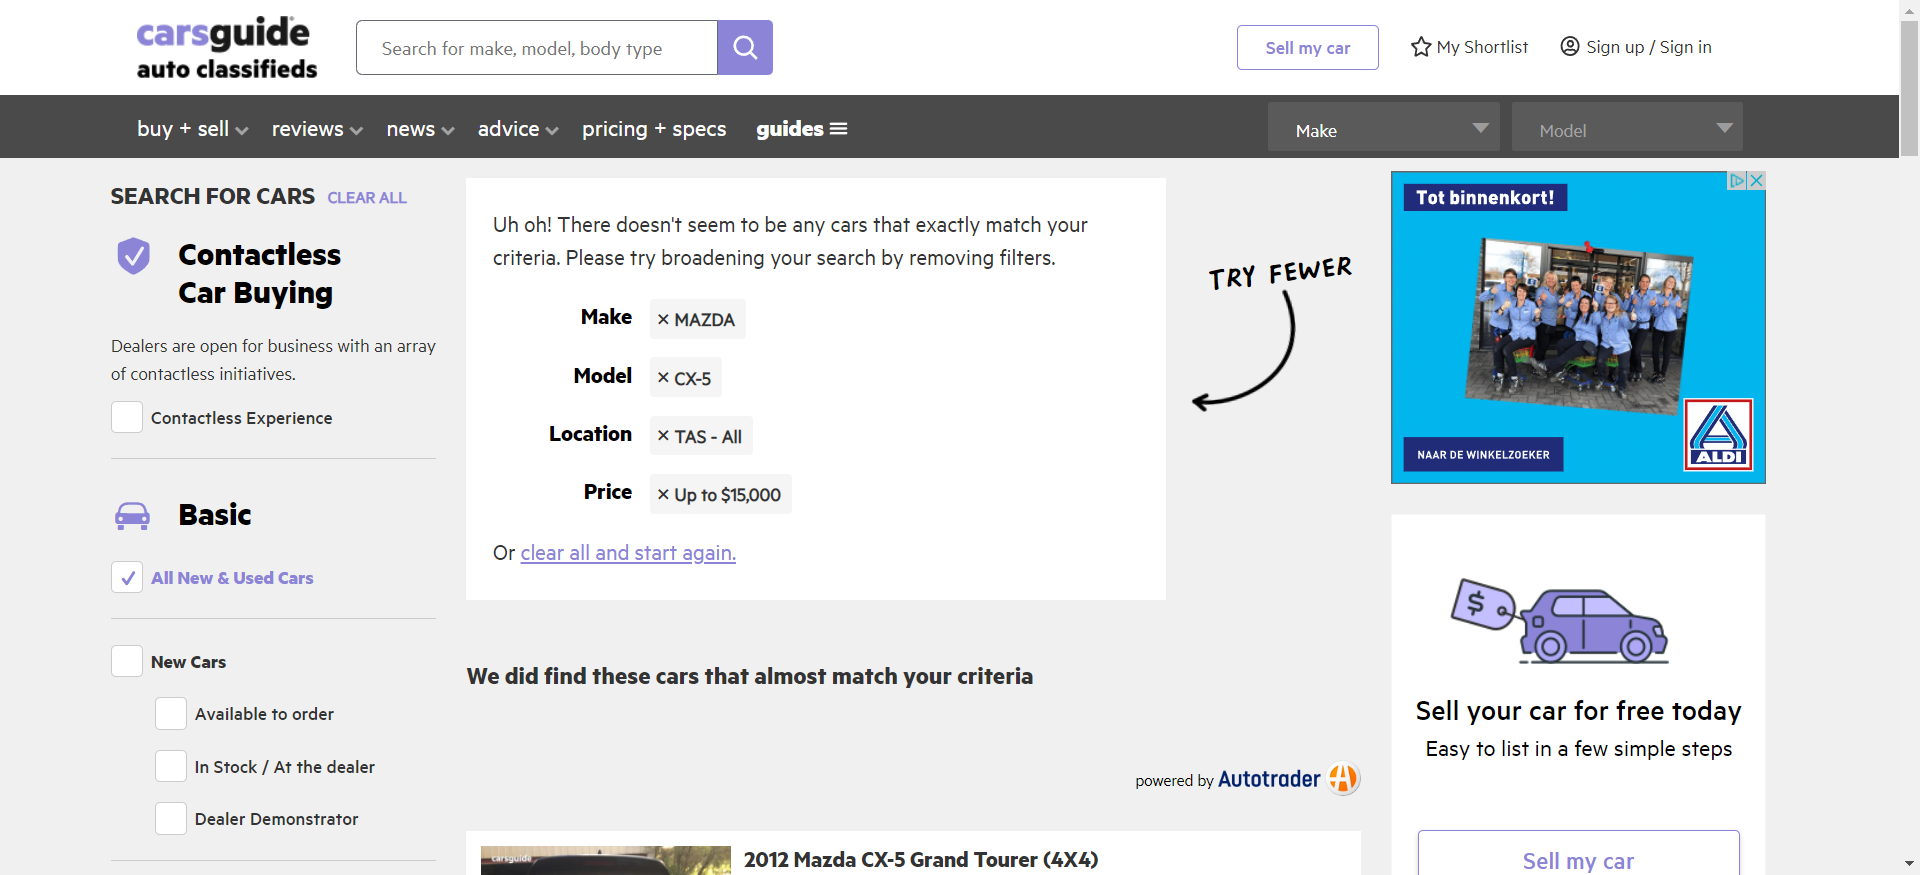 carsguide
auto classifieds
Search for make, model, body type
Sell my car
My Shortlist
Sign up / Sign in
buy + sell
reviews
news
advice
pricing + specs
guides
Make
Model
SEARCH FOR CARS CLEAR ALL
Contactless
Car Buying
Dealers are open for business with an array
of contactless initiatives.
Contactless Experience
Basic
All New & Used Cars
New Cars
Available to order
In Stock / At the dealer
Dealer Demonstrator
Uh oh! There doesn't seem to be any cars that exactly match your
criteria. Please try broadening your search by removing filters.
Make × MAZDA
Model × CX-5
Location × TAS - All
Price × Up to $15,000
Or clear all and start again.
TRY FEWER
We did find these cars that almost match your criteria
powered by Autotrader
carsguide
2012 Mazda CX-5 Grand Tourer (4X4)
Tot binnenkort!
NAAR DE WINKELZOEKER
ALDI
$
Sell your car for free today
Easy to list in a few simple steps
Sell my car